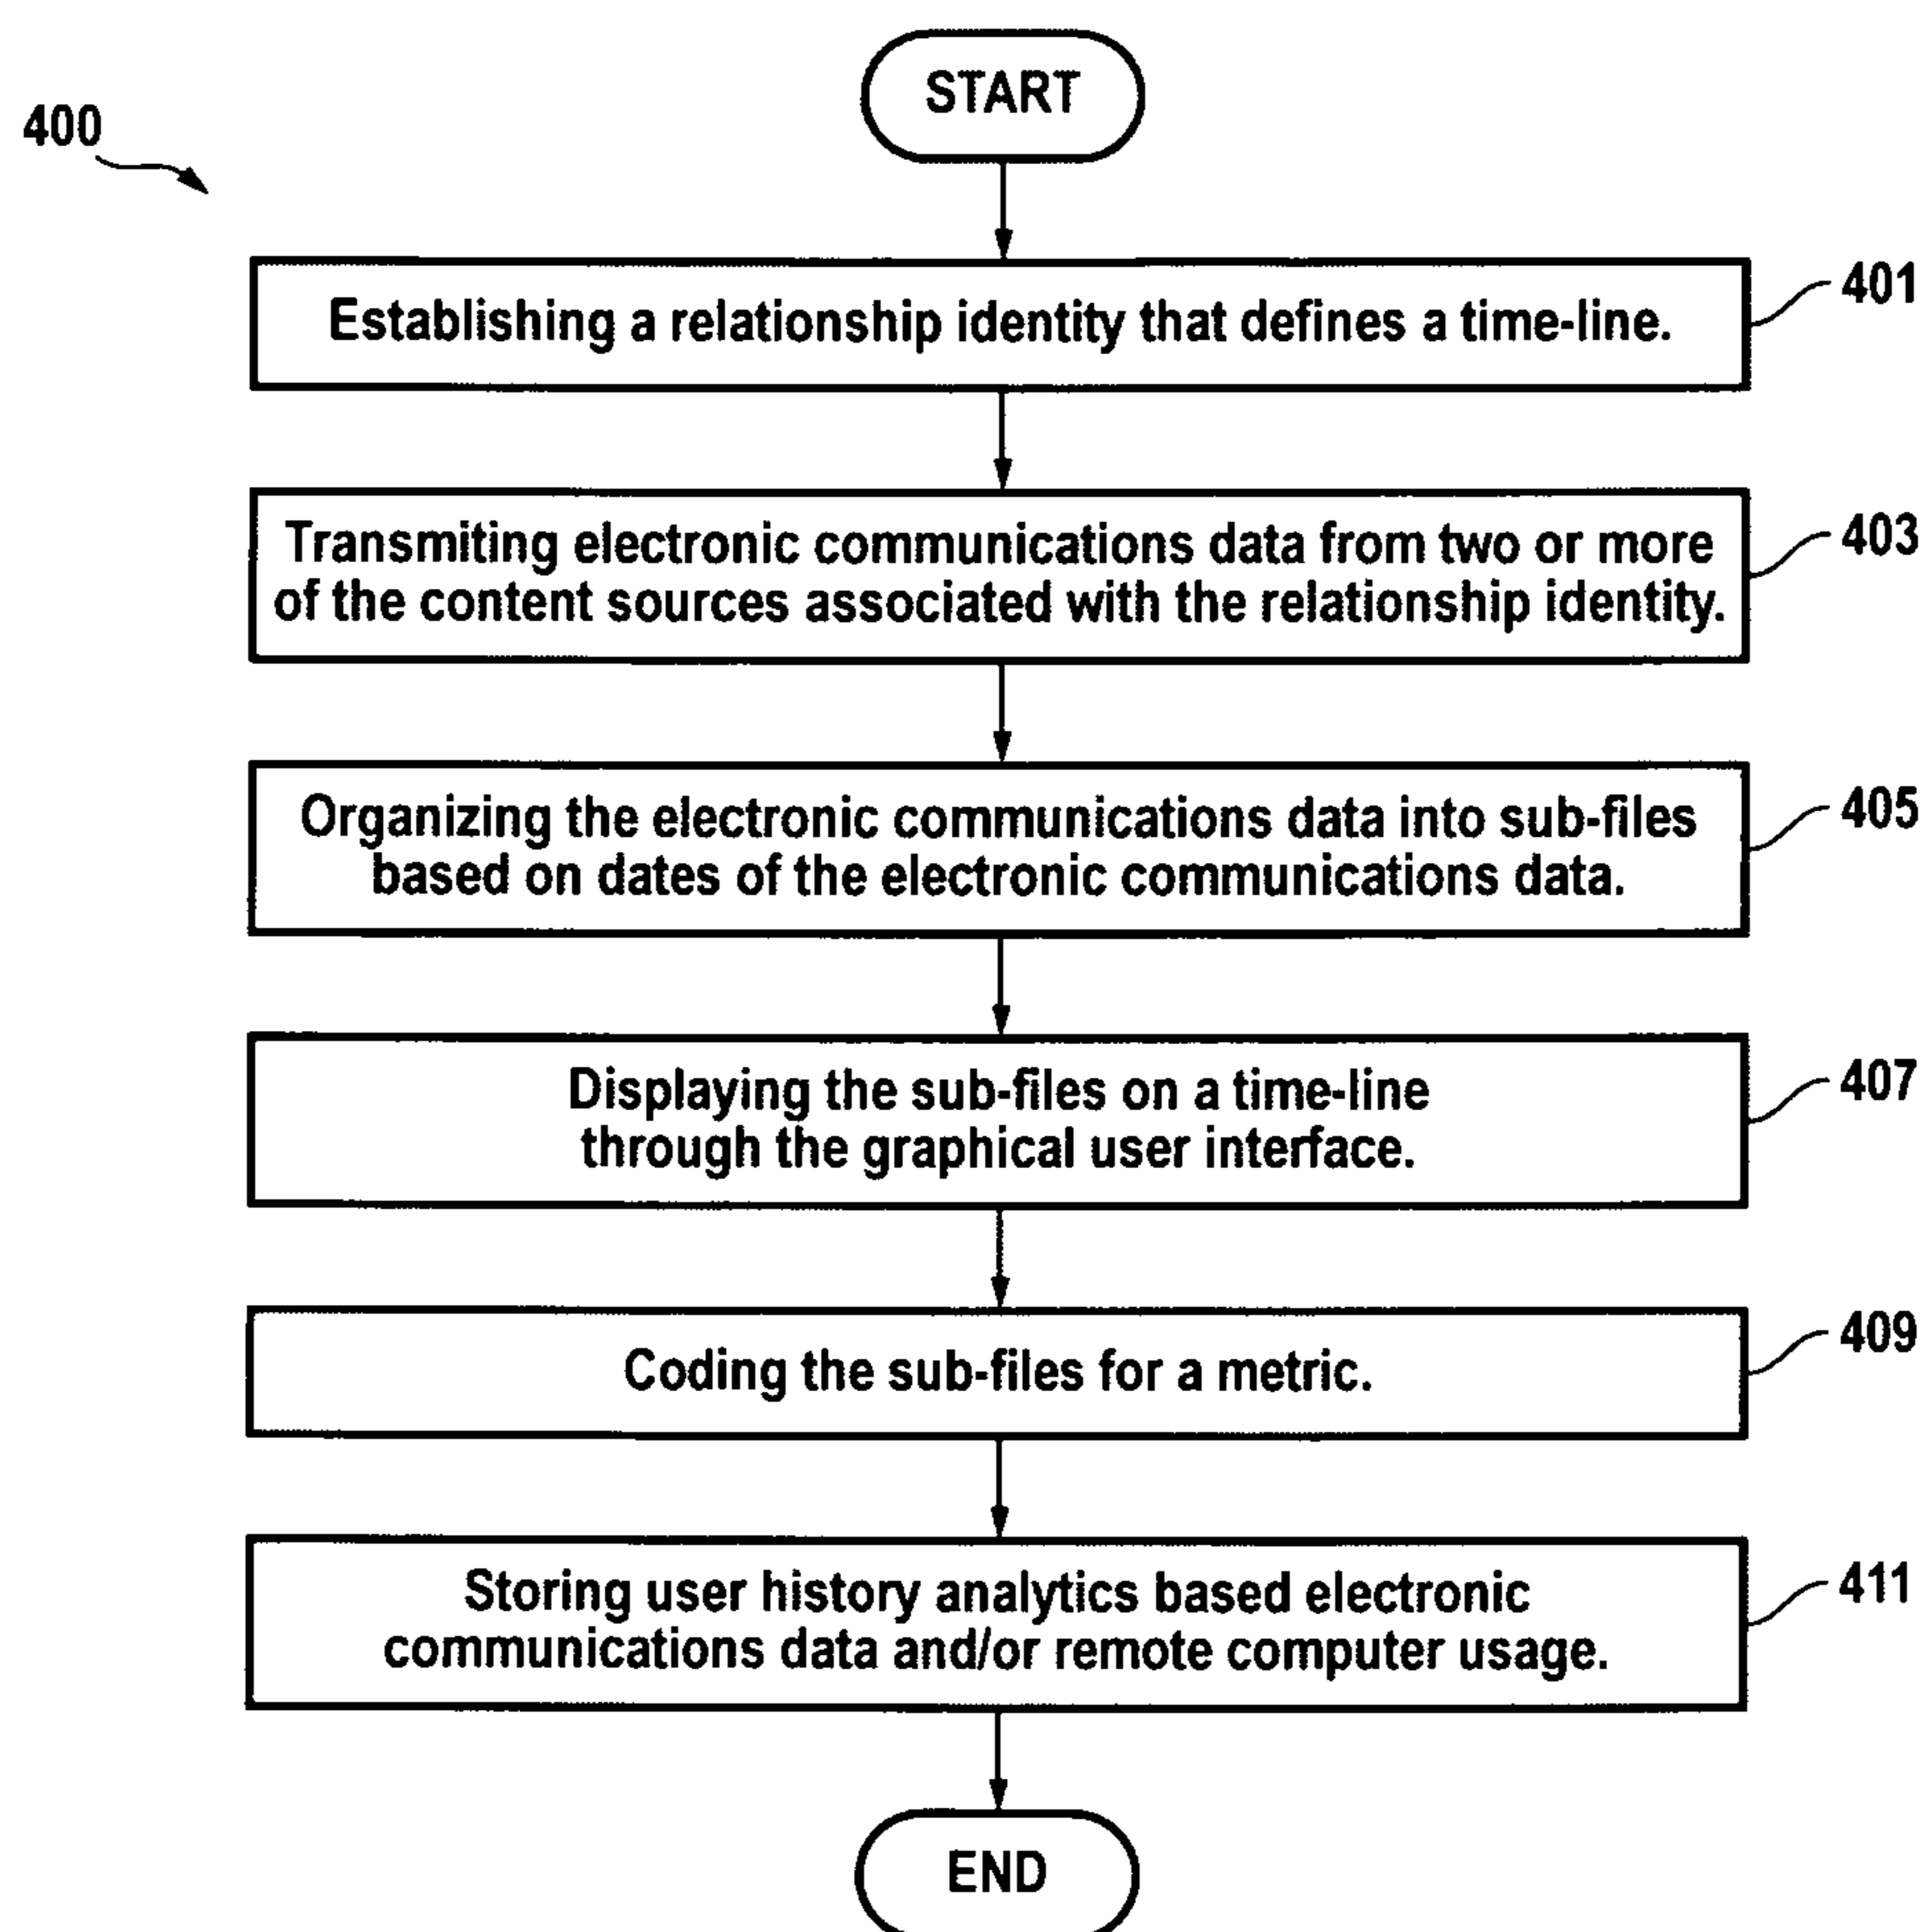 START
400
Establishing a relationship identity that defines a time-line.
401
Transmiting electronic communications data from two or more
of the content sources associated with the relationship identity.
403
Organizing the electronic communications data into sub-files
based on dates of the electronic communications data.
405
Displaying the sub-files on a time-line
through the graphical user interface.
407
Coding the sub-files for a metric.
409
Storing user history analytics based electronic
communications data and/or remote computer usage.
411
END